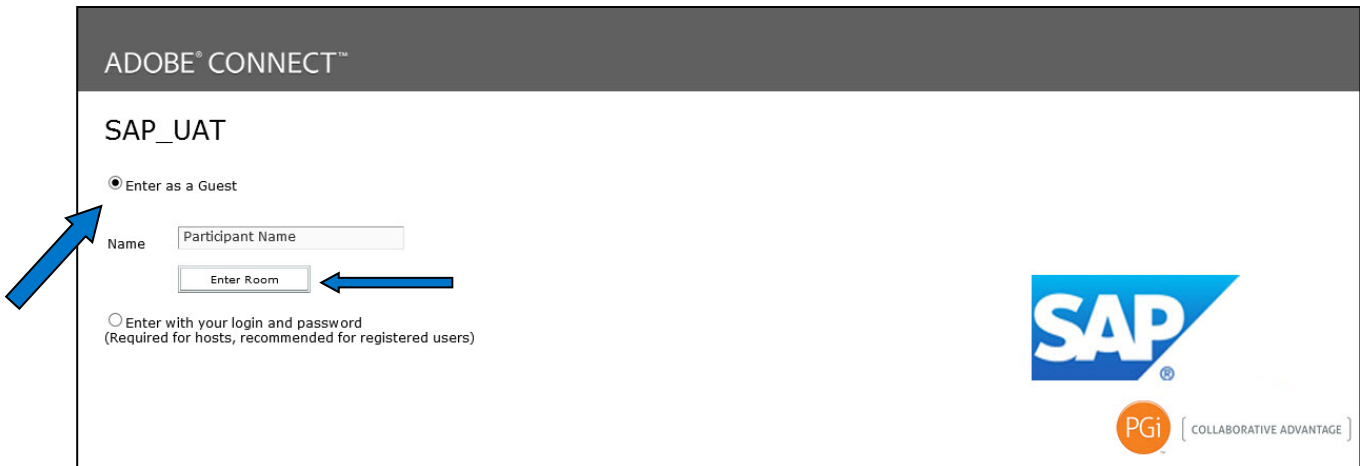 ADOBE® CONNECT™
SAP_UAT
Enter as a Guest
Name
Participant Name
Enter Room
Enter with your login and password
(Required for hosts, recommended for registered users)
SAP®
PGi™ [ COLLABORATIVE ADVANTAGE ]